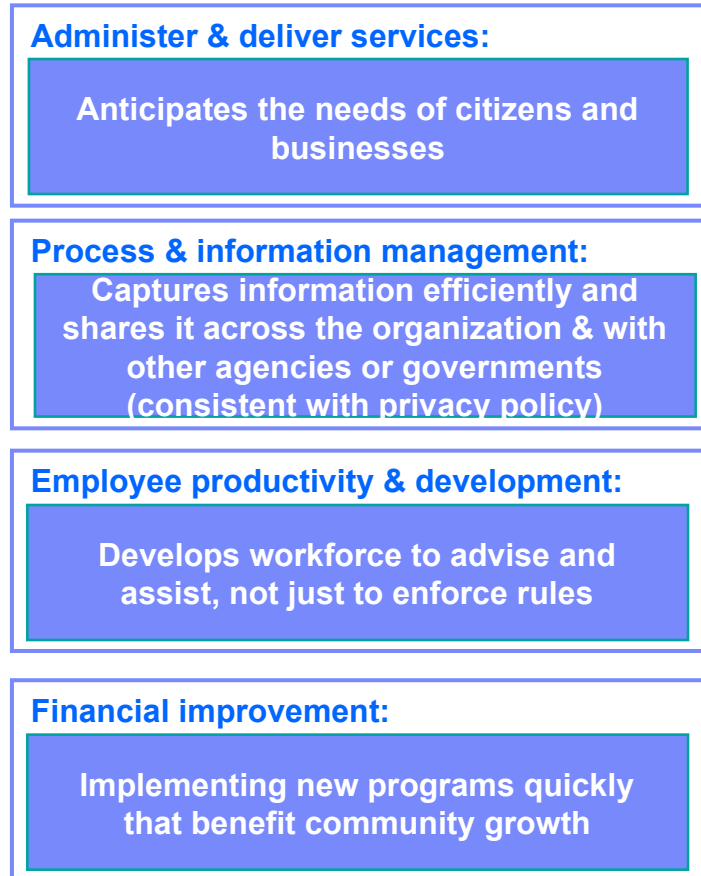 Administer & deliver services:
Anticipates the needs of citizens and
businesses
Process & information management:
Captures information efficiently and
shares it across the organization & with
other agencies or governments
(consistent with privacy policy)
Employee productivity & development:
Develops workforce to advise and
assist, not just to enforce rules
Financial improvement:
Implementing new programs quickly
that benefit community growth